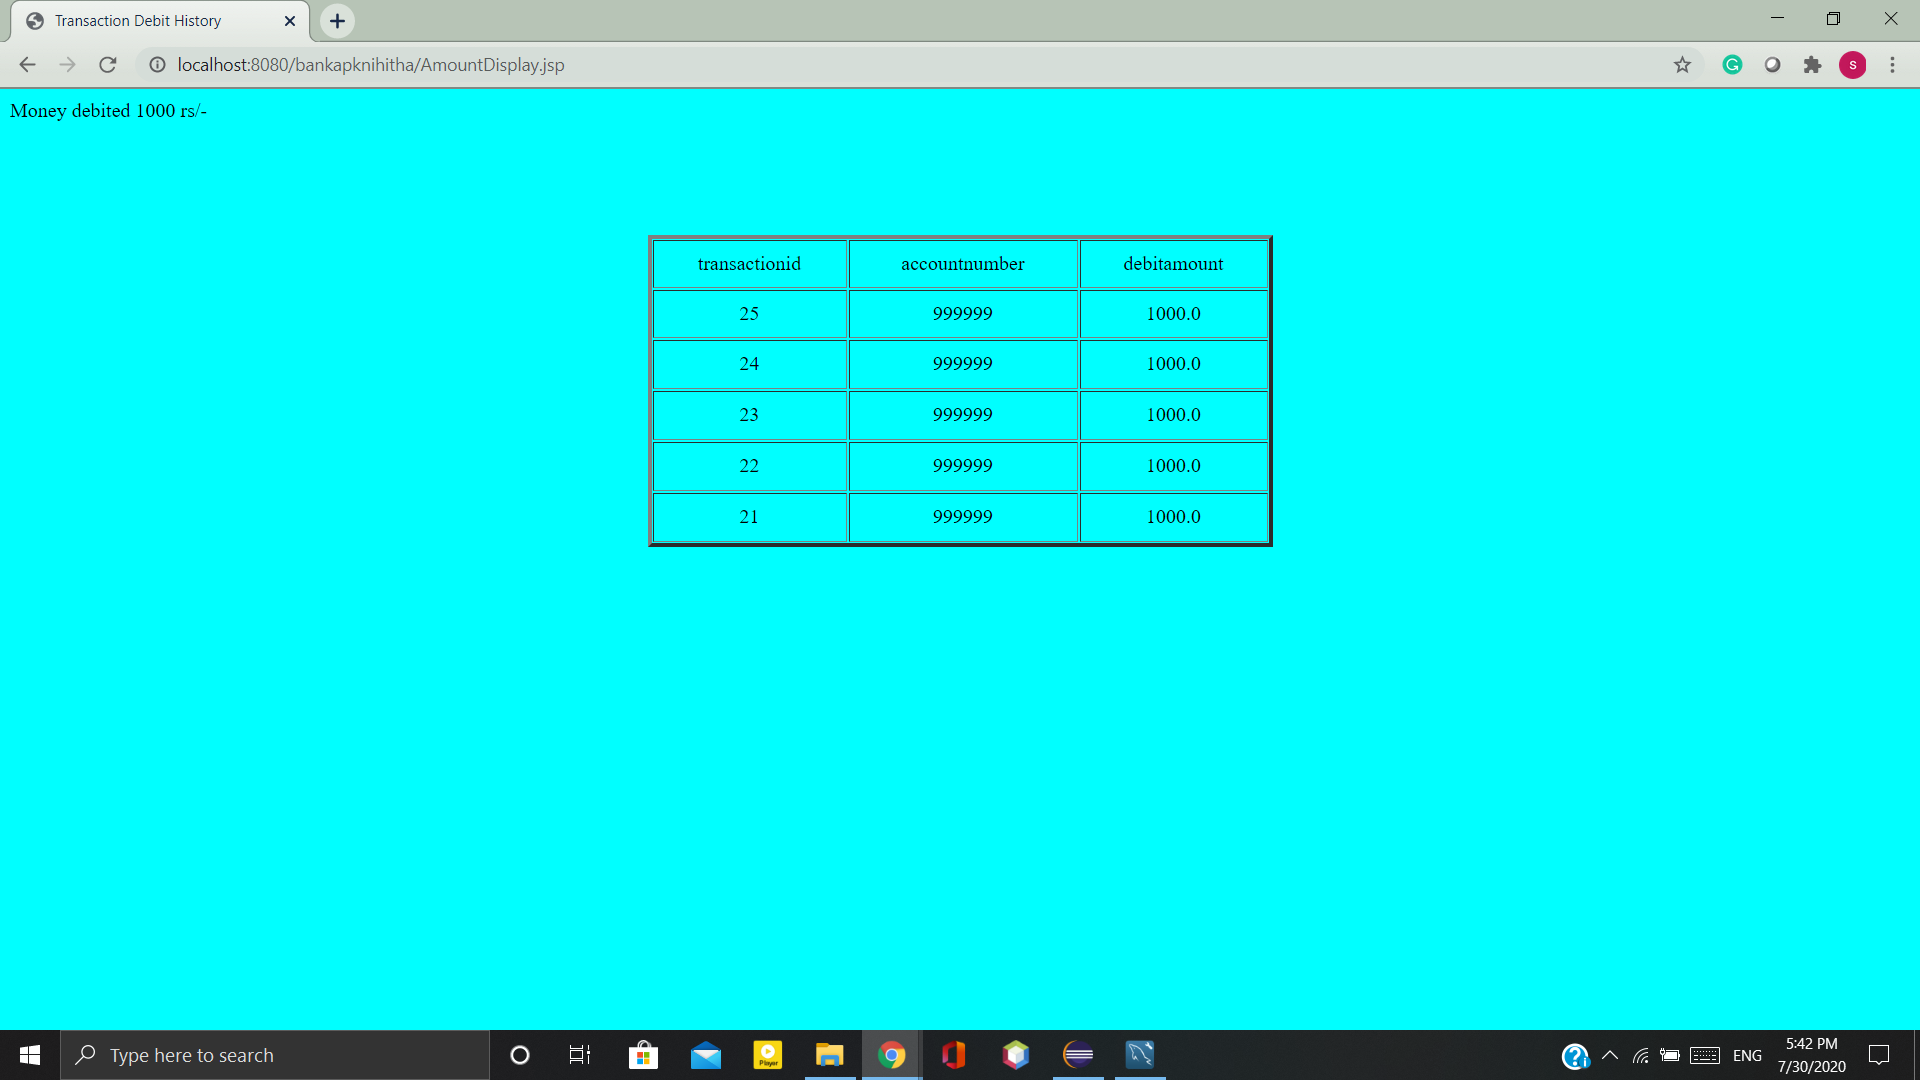 Transaction Debit History
localhost:8080/bankapknihitha/AmountDisplay.jsp
S
Money debited 1000 rs/-
transactionid accountnumber debitamount
25 999999 1000.0
24 999999 1000.0
23 999999 1000.0
22 999999 1000.0
21 999999 1000.0
Type here to search
Player
ENG
5:42 PM
7/30/2020